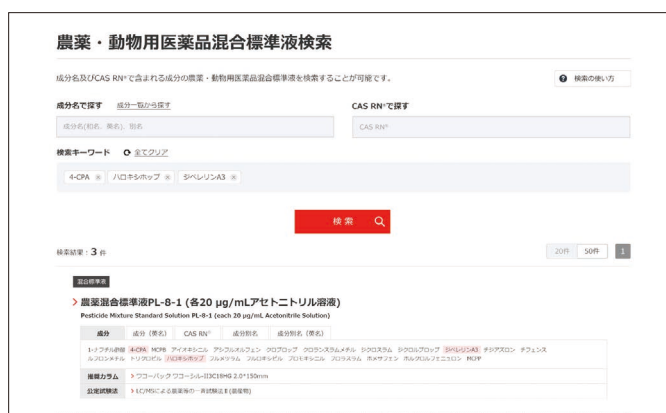 農薬・動物用医薬品混合標準液検索
成分名及びCAS RN®で含まれる成分の農薬・動物用医薬品混合標準液を検索することが可能です。
検索の使い方
成分名で探す 成分一覧から探す
CAS RN®で探す
成分名(和名、英名)、別名
CAS RN®
検索キーワード 全てクリア
4-CPA ハロキシホップ ジベレリンA3
検索
検索結果：3 件
20件 50件 1
混合標準液
農薬混合標準液PL-8-1 (各20 μg/mLアセトニトリル溶液)
Pesticide Mixture Standard Solution PL-8-1 (each 20 μg/mL Acetonitrile Solution)
成分 成分（英名） CAS RN® 成分別名 成分別名（英名）
1-ナフチル酢酸 4-CPA MCPB アイオキシニル アシフルオルフェン クロプロップ クロランスラムメチル ジクロスラム シクロプロップ ジベレリンA3 チジアズロン チフェンス
ルフロンメチル トリクロピル ハロキシホップ フルメツラム フルロキシピル ブロモキシニル フロラスラム ホメサフェン ホルクロルフェニュロン MCPP
推奨カラム ワコーパック ワコーシル-II3C18HG 2.0*150mm
公定試験法 LC/MSによる農薬等の一斉試験法Ⅱ(農産物)